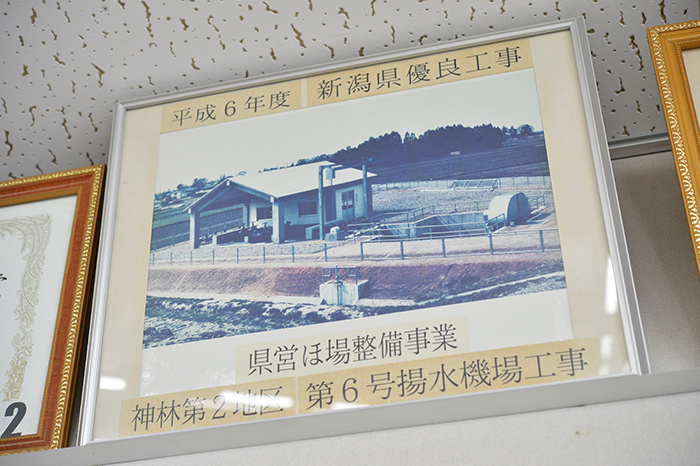 平成６年度 新潟県優良工事
県営ほ場整備事業
神林第２地区 第６号揚水機場工事
2